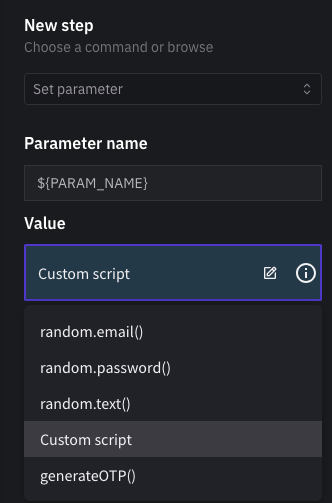 New step
Choose a command or browse
Set parameter
Parameter name
${PARAM_NAME}
Value
Custom script
random.email()
random.password()
random.text()
Custom script
generateOTP()